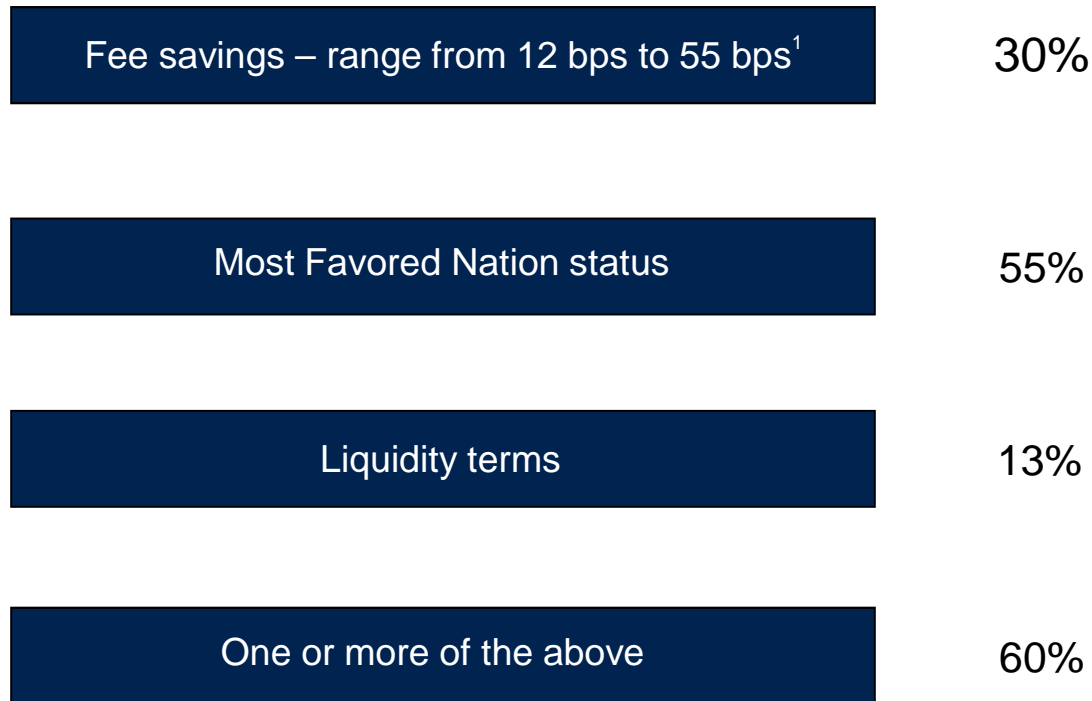 Fee savings – range from 12 bps to 55 bps¹ 30%
Most Favored Nation status 55%
Liquidity terms 13%
One or more of the above 60%